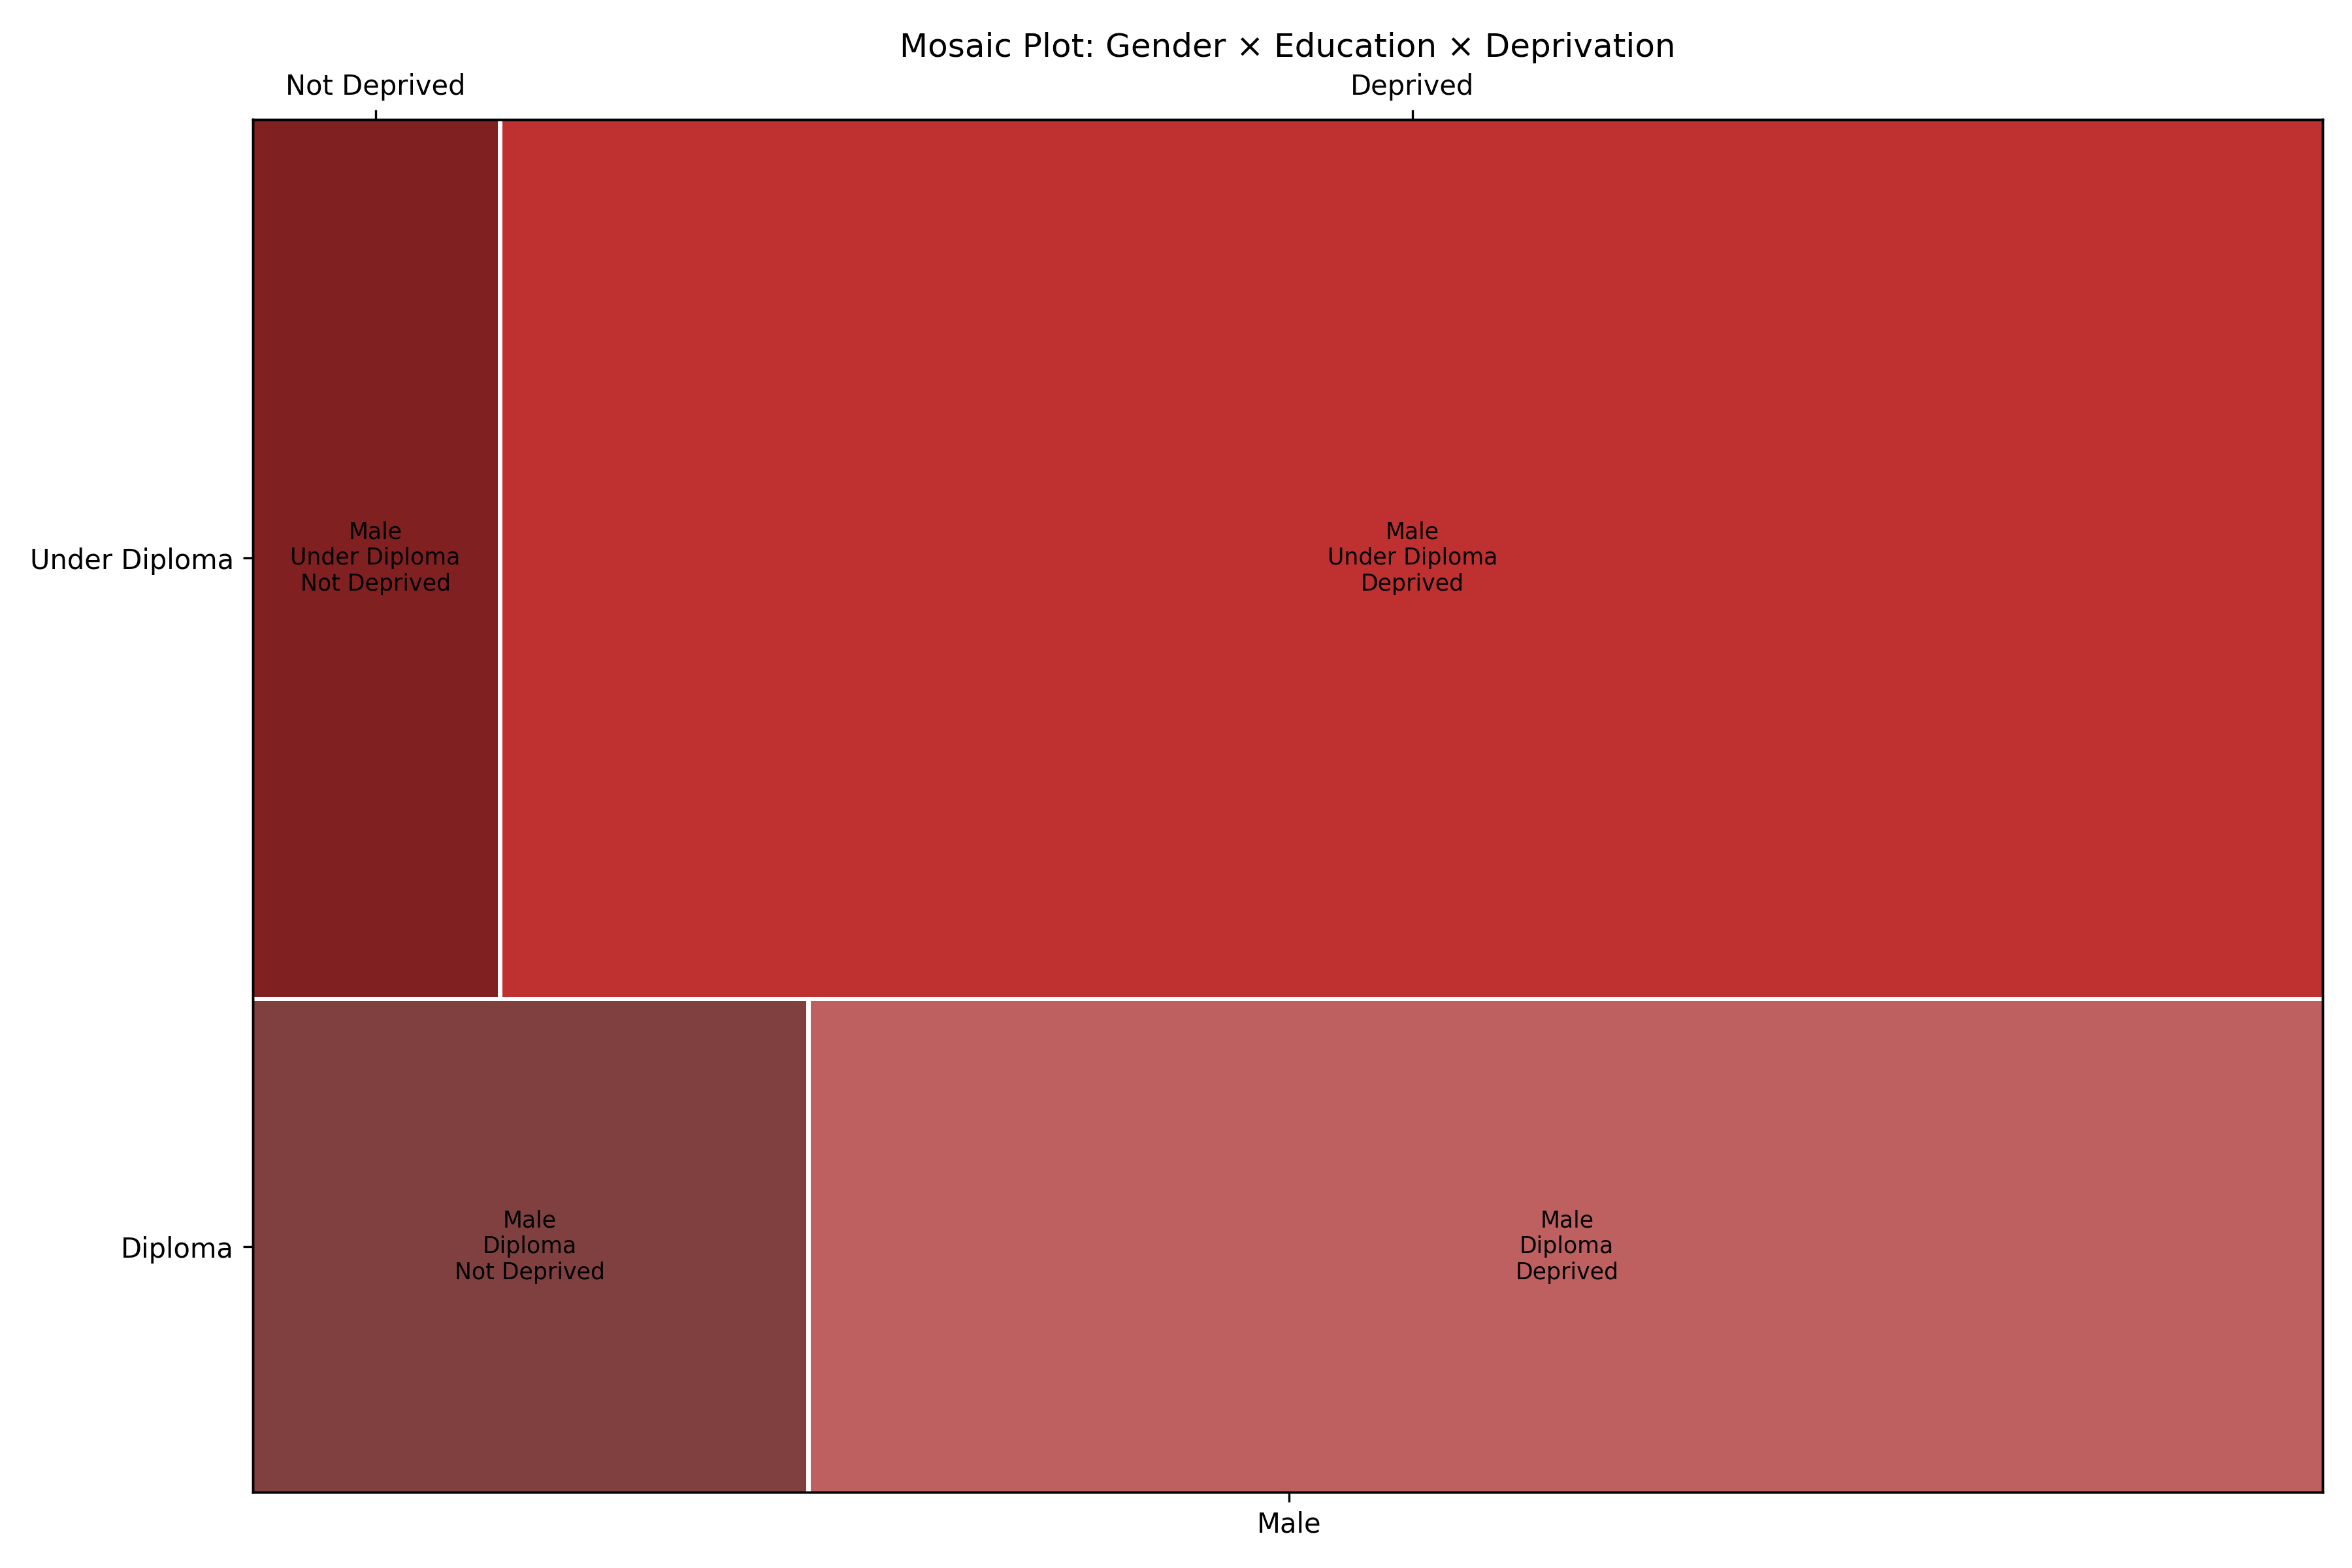 Mosaic Plot: Gender × Education × Deprivation
Not Deprived
Deprived
Under Diploma
Male
Under Diploma
Not Deprived
Male
Under Diploma
Deprived
Diploma
Male
Diploma
Not Deprived
Male
Diploma
Deprived
Male